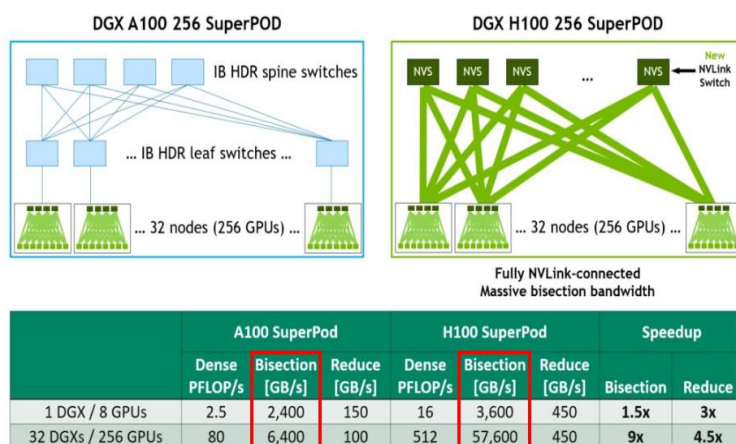 DGX A100 256 SuperPOD
IB HDR spine switches
... IB HDR leaf switches ...
... 32 nodes (256 GPUs) ...
DGX H100 256 SuperPOD
NVS NVS NVS ... NVS
New
NVLink
Switch
... 32 nodes (256 GPUs) ...
Fully NVLink-connected
Massive bisection bandwidth
A100 SuperPod H100 SuperPod Speedup
Dense PFLOP/s Bisection [GB/s] Reduce [GB/s] Dense PFLOP/s Bisection [GB/s] Reduce [GB/s] Bisection Reduce
1 DGX / 8 GPUs 2.5 2,400 150 16 3,600 450 1.5x 3x
32 DGXs / 256 GPUs 80 6,400 100 512 57,600 450 9x 4.5x